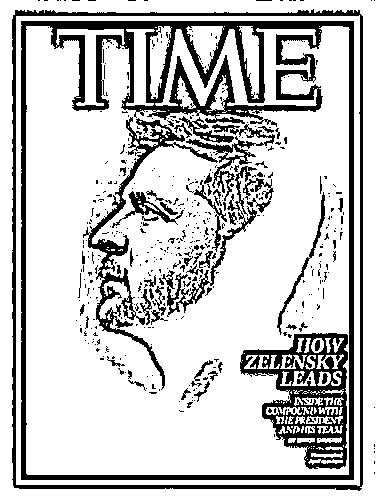 TIME
HOW
ZELENSKY
LEADS
INSIDE THE
COMPOUND WITH
THE PRESIDENT
AND HIS TEAM